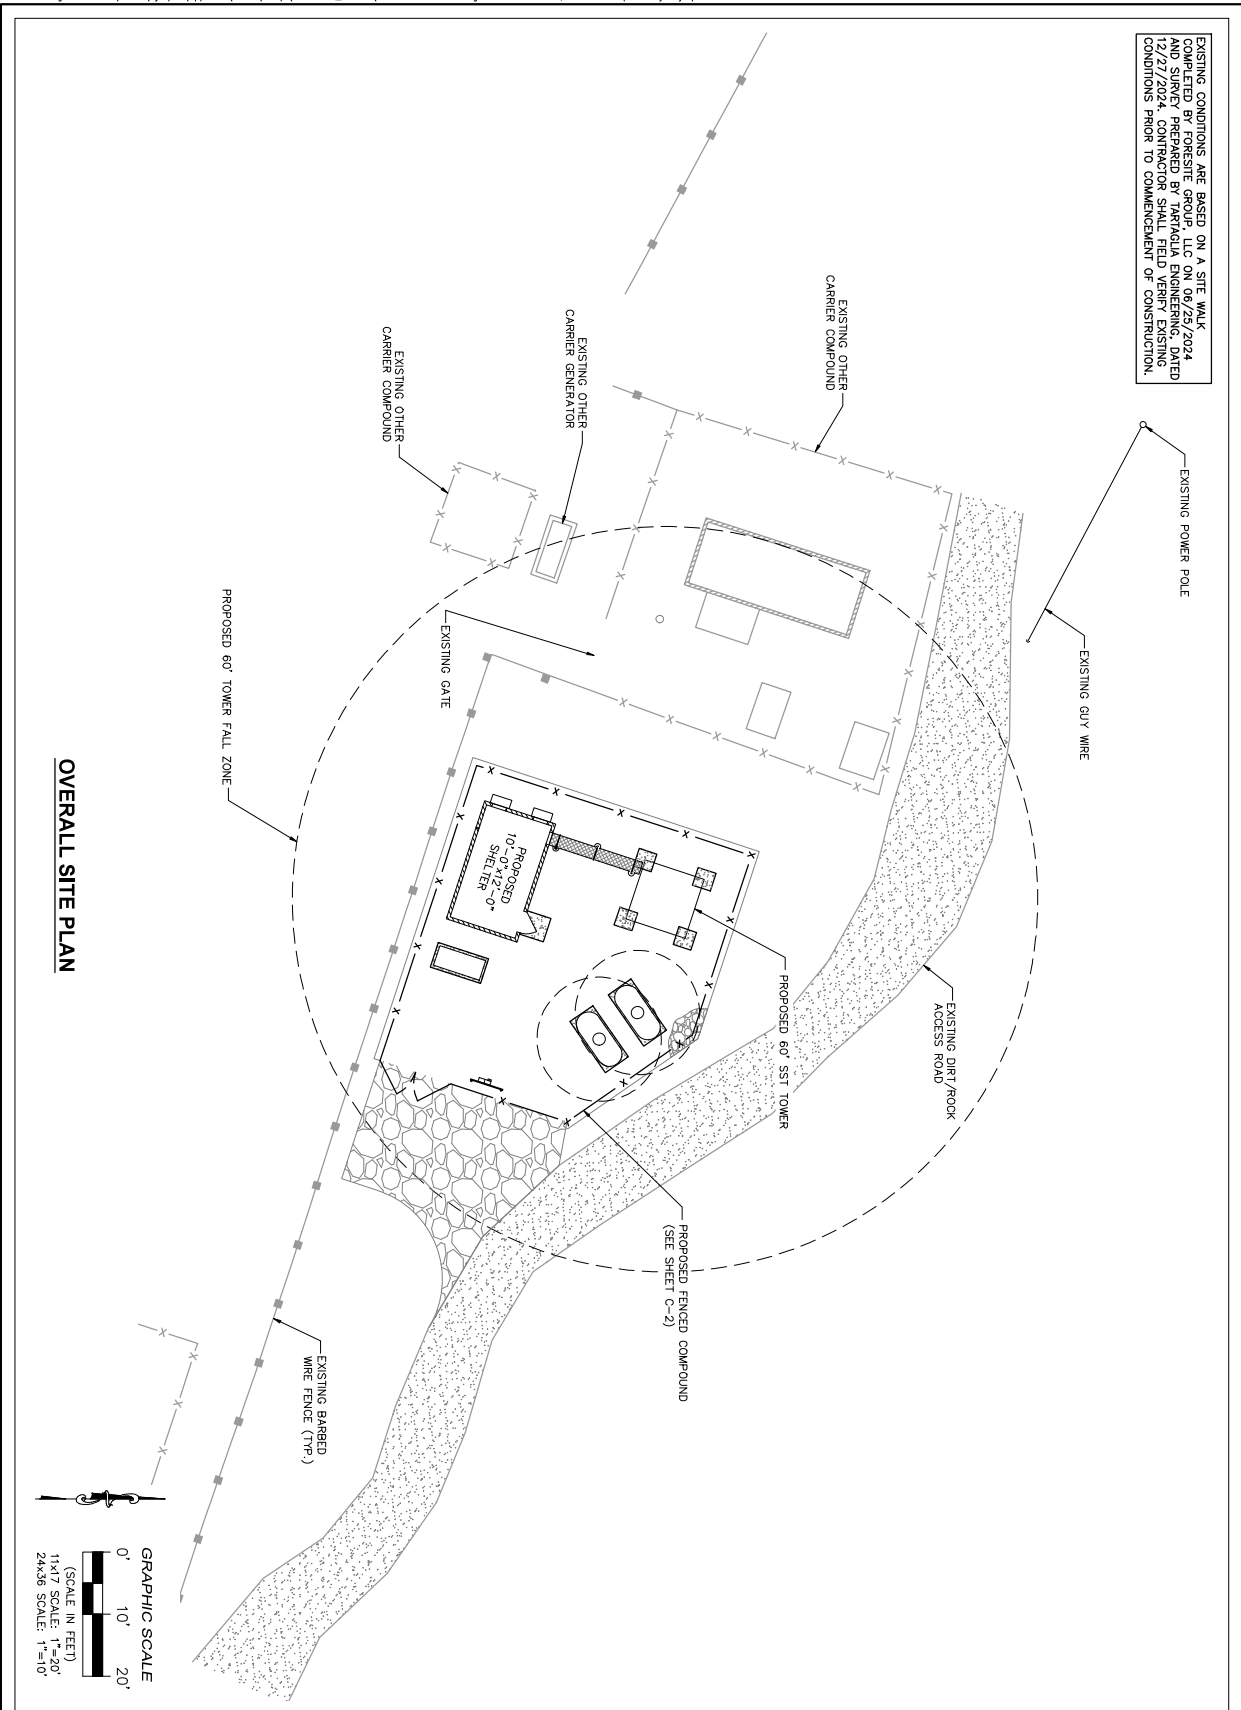 EXISTING CONDITIONS ARE BASED ON A SITE WALK
COMPLETED BY FORESITE GROUP, LLC ON 06/25/2024
AND SURVEY PREPARED BY TARTAGLIA ENGINEERING, DATED
12/27/2024. CONTRACTOR SHALL FIELD VERIFY EXISTING
CONDITIONS PRIOR TO COMMENCEMENT OF CONSTRUCTION.
EXISTING POWER POLE
EXISTING GUY WIRE
EXISTING OTHER
CARRIER COMPOUND
EXISTING DIRT/ROCK
ACCESS ROAD
EXISTING OTHER
CARRIER GENERATOR
PROPOSED 60' SST TOWER
EXISTING OTHER
CARRIER COMPOUND
EXISTING GATE
PROPOSED
10'-0"x12'-0"
SHELTER
PROPOSED FENCED COMPOUND
(SEE SHEET C-2)
PROPOSED 60' TOWER FALL ZONE
EXISTING BARBED
WIRE FENCE (TYP.)
OVERALL SITE PLAN
GRAPHIC SCALE
0' 10' 20'
(SCALE IN FEET)
11x17 SCALE: 1"=20'
24x36 SCALE: 1"=10'